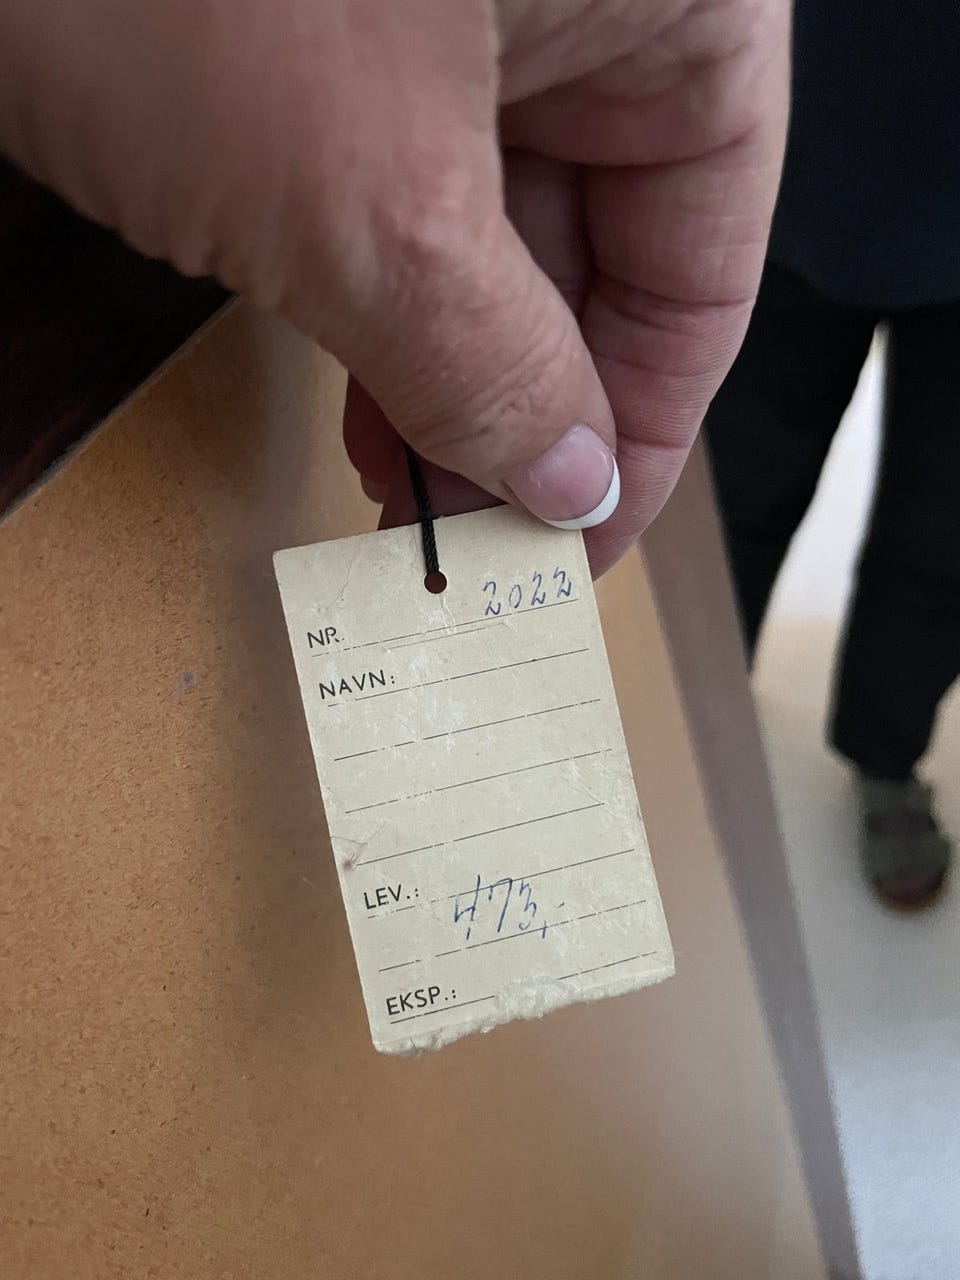 NR. 2022
NAVN:
LEV.: 473,-
EKSP.: